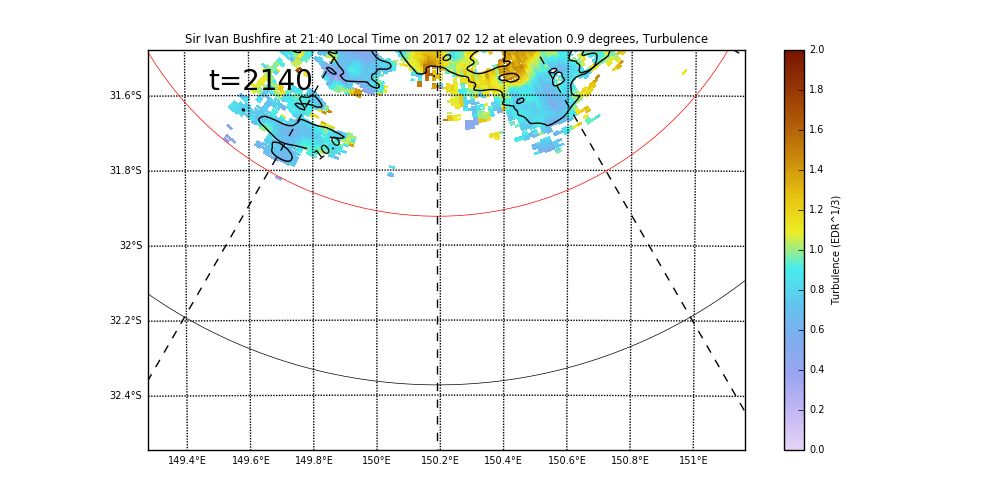 Sir Ivan Bushfire at 21:40 Local Time on 2017 02 12 at elevation 0.9 degrees, Turbulence
t=2140
31.6°S
31.8°S
32°S
32.2°S
32.4°S
10.0
149.4°E 149.6°E 149.8°E 150°E 150.2°E 150.4°E 150.6°E 150.8°E 151°E
2.0
1.8
1.6
1.4
1.2
1.0
0.8
0.6
0.4
0.2
0.0
Turbulence (EDR^1/3)